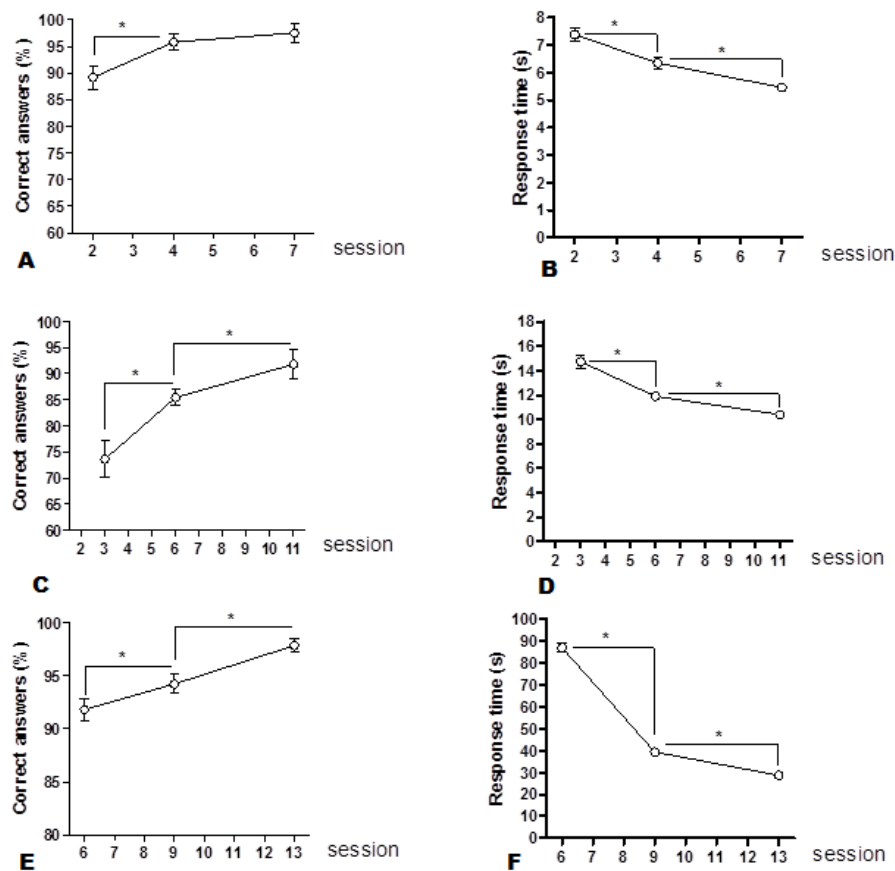 100
95
90
85
80
75
70
65
60
Correct answers (%)
*
2 3 4 5 6 7
session
A
8
7
6
5
4
3
2
1
0
Response time (s)
*
*
2 3 4 5 6 7
session
B
100
95
90
85
80
75
70
65
60
Correct answers (%)
*
*
2 3 4 5 6 7 8 9 10 11
session
C
18
16
14
12
10
8
6
4
2
0
Response time (s)
*
*
2 3 4 5 6 7 8 9 10 11
session
D
100
95
90
80
Correct answers (%)
*
*
6 7 8 9 10 11 12 13
session
E
100
90
80
70
60
50
40
30
20
10
0
Response time (s)
*
*
6 7 8 9 10 11 12 13
session
F